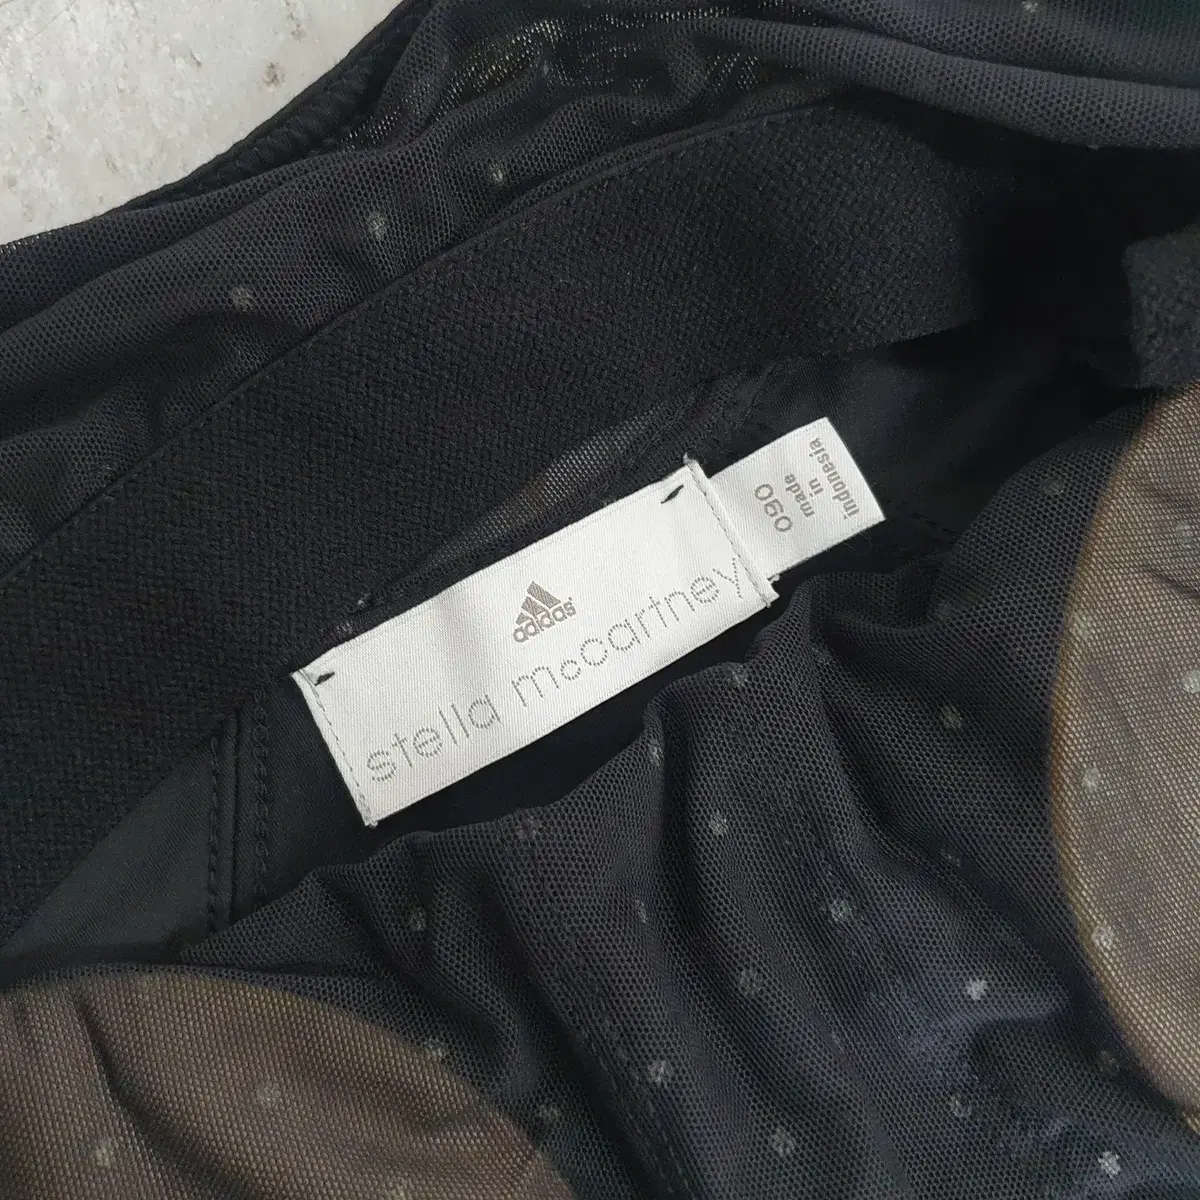 adidas
stella mccartney
090
made
in
indonesia